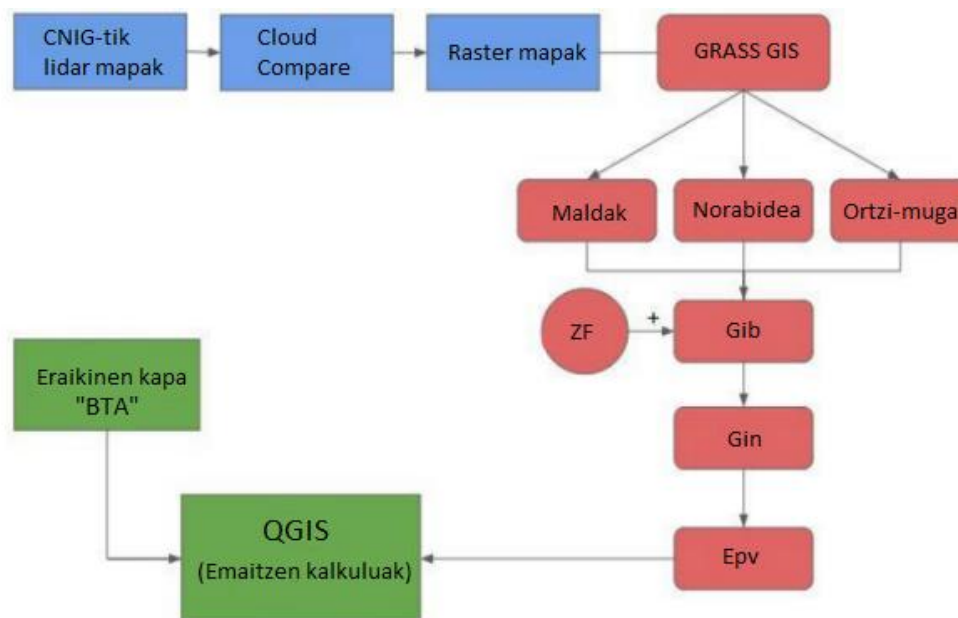 CNIG-tik
lidar mapak
Cloud
Compare
Raster mapak
GRASS GIS
Maldak
Norabidea
Ortzi-muga
ZF
+
Gib
Eraikinen kapa
"BTA"
Gin
QGIS
(Emaitzen kalkuluak)
Epv